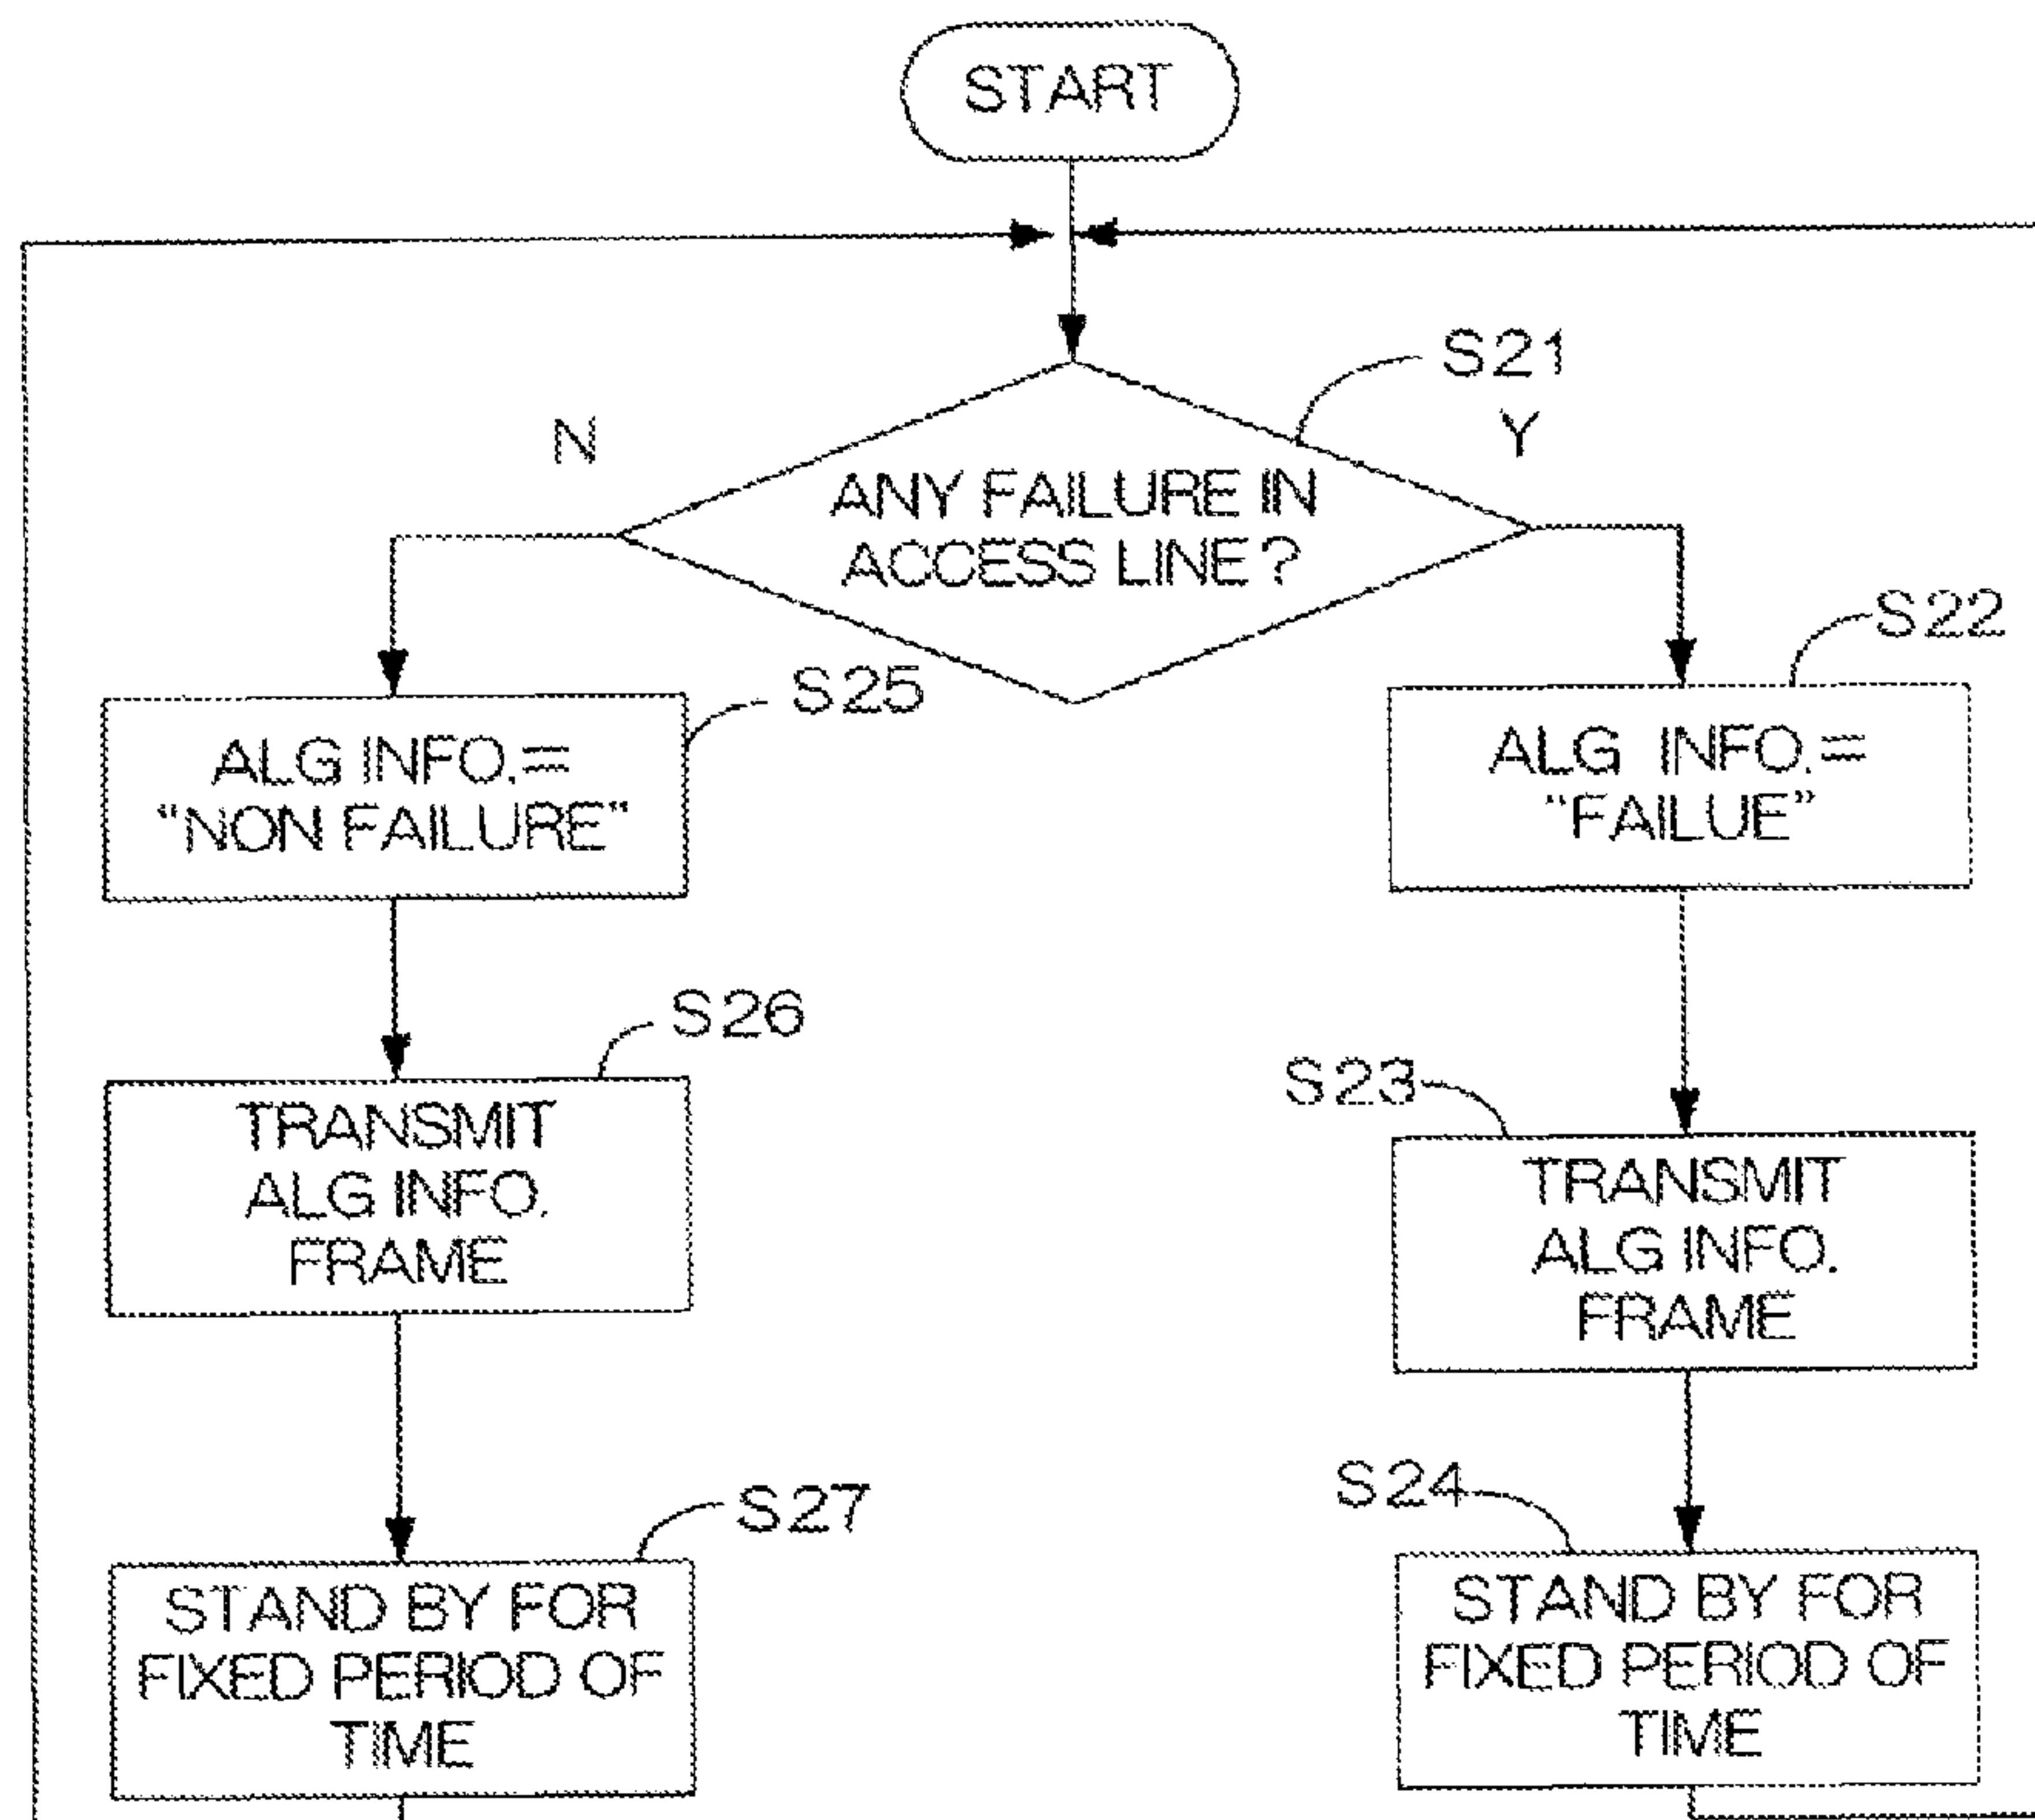 START
S21
N
Y
ANY FAILURE IN
ACCESS LINE?
S22
S25
ALG INFO.=
"NON FAILURE"
ALG INFO.=
"FAILUE"
S26
TRANSMIT
ALG INFO.
FRAME
S23
TRANSMIT
ALG INFO.
FRAME
S27
STAND BY FOR
FIXED PERIOD OF
TIME
S24
STAND BY FOR
FIXED PERIOD OF
TIME